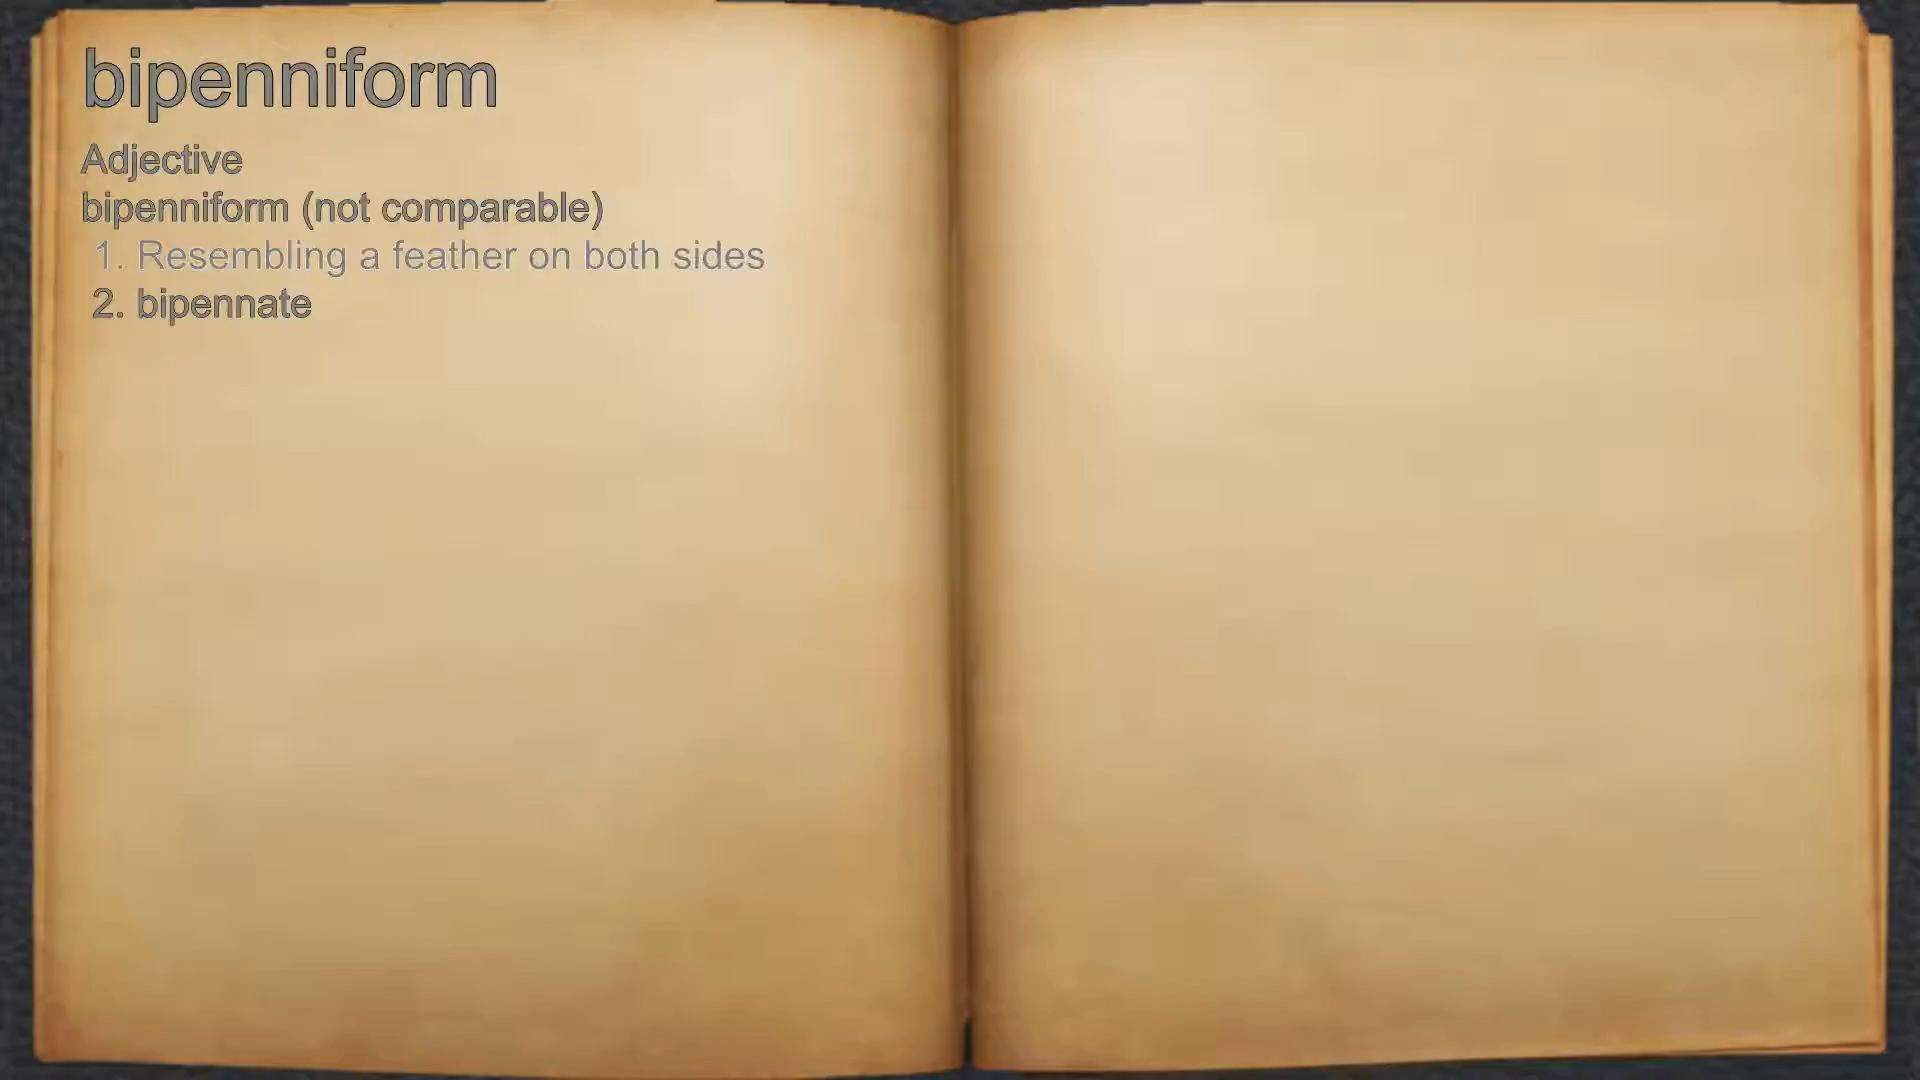 bipenniform
Adjective
bipenniform (not comparable)
1. Resembling a feather on both sides
2. bipennate